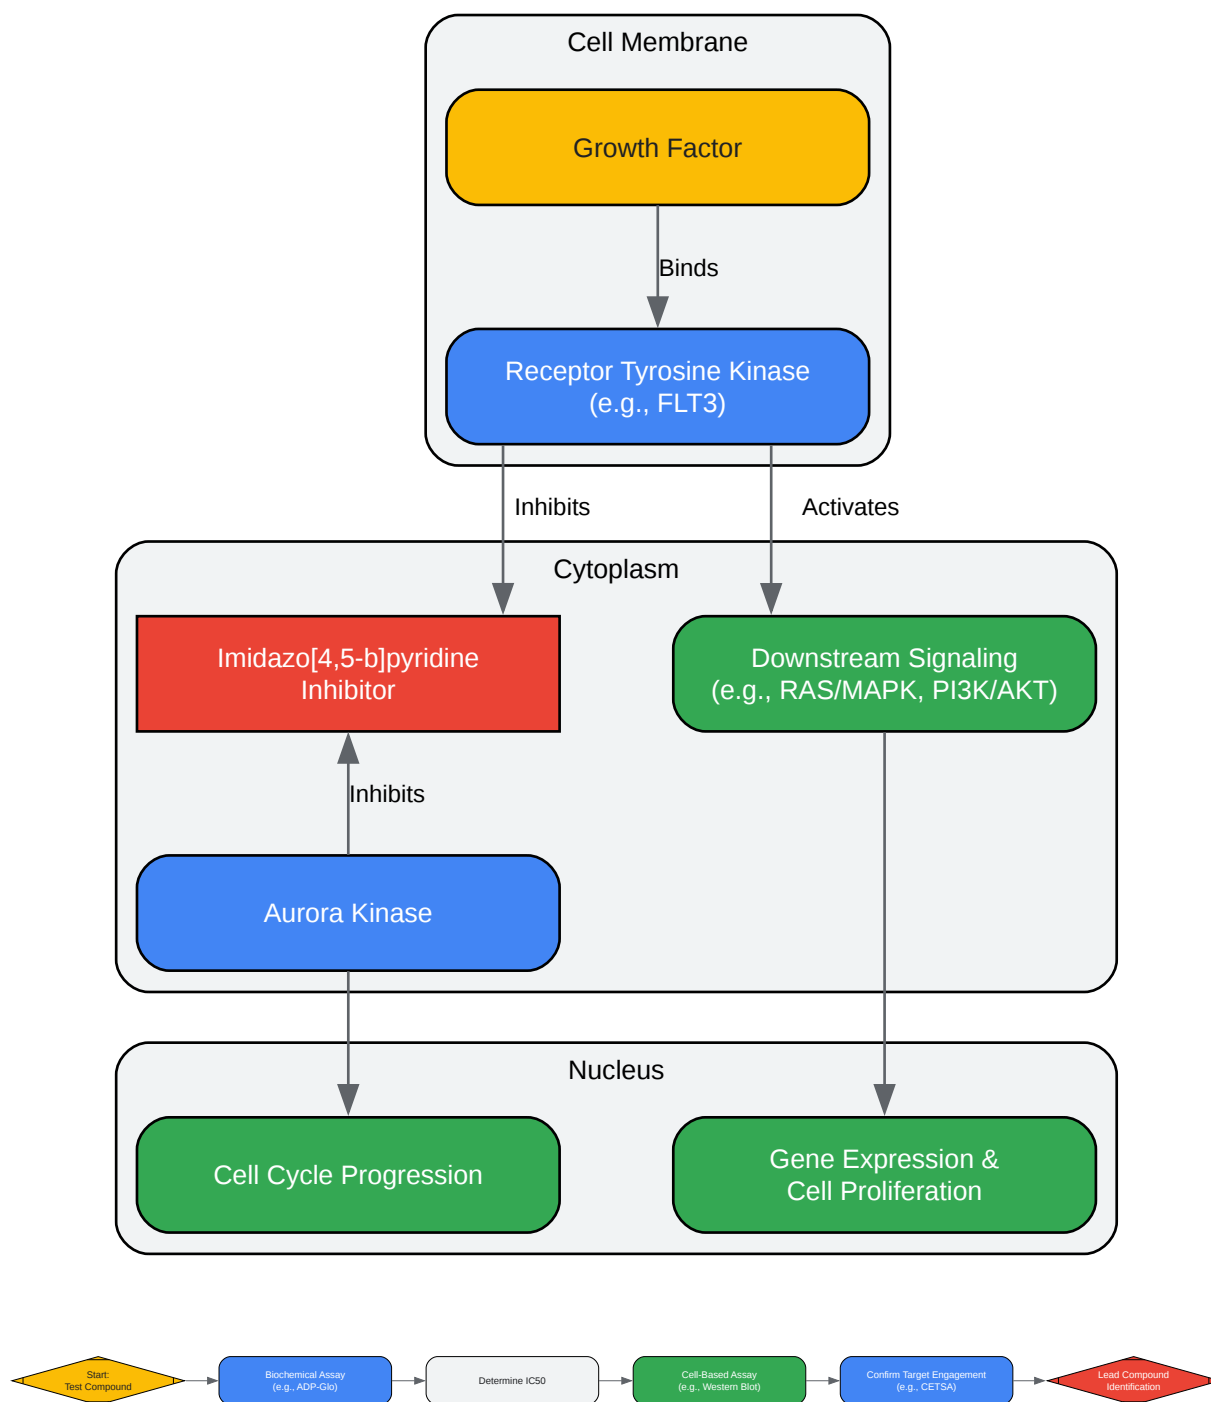 Cell Membrane
Growth Factor
Binds
Receptor Tyrosine Kinase
(e.g., FLT3)
Inhibits
Activates
Cytoplasm
Imidazo[4,5-b]pyridine
Inhibitor
Downstream Signaling
(e.g., RAS/MAPK, PI3K/AKT)
Inhibits
Aurora Kinase
Nucleus
Cell Cycle Progression
Gene Expression &
Cell Proliferation
Start:
Test Compound
Biochemical Assay
(e.g., ADP-Glo)
Determine IC50
Cell-Based Assay
(e.g., Western Blot)
Confirm Target Engagement
(e.g., CETSA)
Lead Compound
Identification